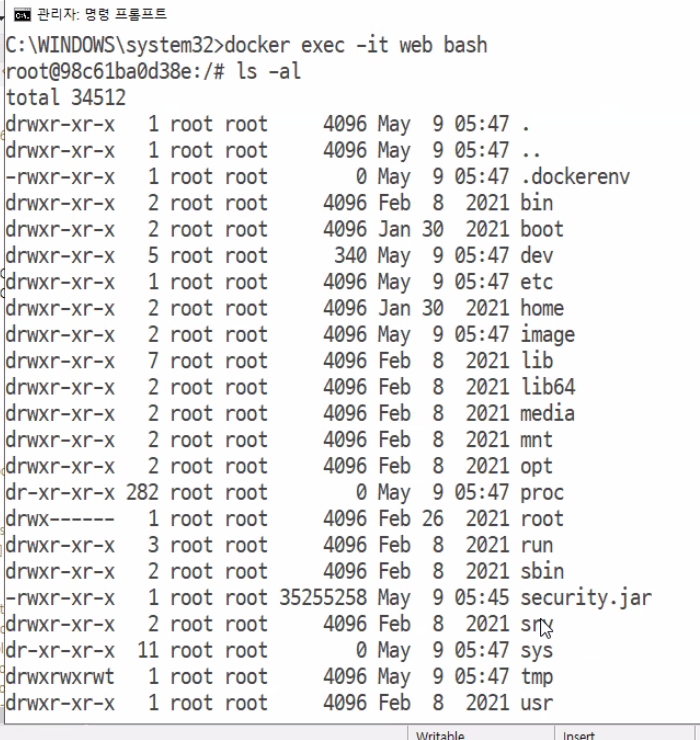 관리자: 명령 프롬프트
C:\WINDOWS\system32>docker exec -it web bash
root@98c61ba0d38e:/# ls -al
total 34512
drwxr-xr-x   1 root root     4096 May  9 05:47 .
drwxr-xr-x   1 root root     4096 May  9 05:47 ..
-rwxr-xr-x   1 root root        0 May  9 05:47 .dockerenv
drwxr-xr-x   2 root root     4096 Feb  8  2021 bin
drwxr-xr-x   2 root root     4096 Jan 30  2021 boot
drwxr-xr-x   5 root root      340 May  9 05:47 dev
drwxr-xr-x   1 root root     4096 May  9 05:47 etc
drwxr-xr-x   2 root root     4096 Jan 30  2021 home
drwxr-xr-x   2 root root     4096 May  9 05:47 image
drwxr-xr-x   7 root root     4096 Feb  8  2021 lib
drwxr-xr-x   2 root root     4096 Feb  8  2021 lib64
drwxr-xr-x   2 root root     4096 Feb  8  2021 media
drwxr-xr-x   2 root root     4096 Feb  8  2021 mnt
drwxr-xr-x   2 root root     4096 Feb  8  2021 opt
dr-xr-xr-x 282 root root        0 May  9 05:47 proc
drwx------   1 root root     4096 Feb 26  2021 root
drwxr-xr-x   3 root root     4096 Feb  8  2021 run
drwxr-xr-x   2 root root     4096 Feb  8  2021 sbin
-rwxr-xr-x   1 root root 35255258 May  9 05:45 security.jar
drwxr-xr-x   2 root root     4096 Feb  8  2021 srv
dr-xr-xr-x  11 root root        0 May  9 05:47 sys
drwxrwxrwt   1 root root     4096 May  9 05:47 tmp
drwxr-xr-x   1 root root     4096 Feb  8  2021 usr
Writable Insert